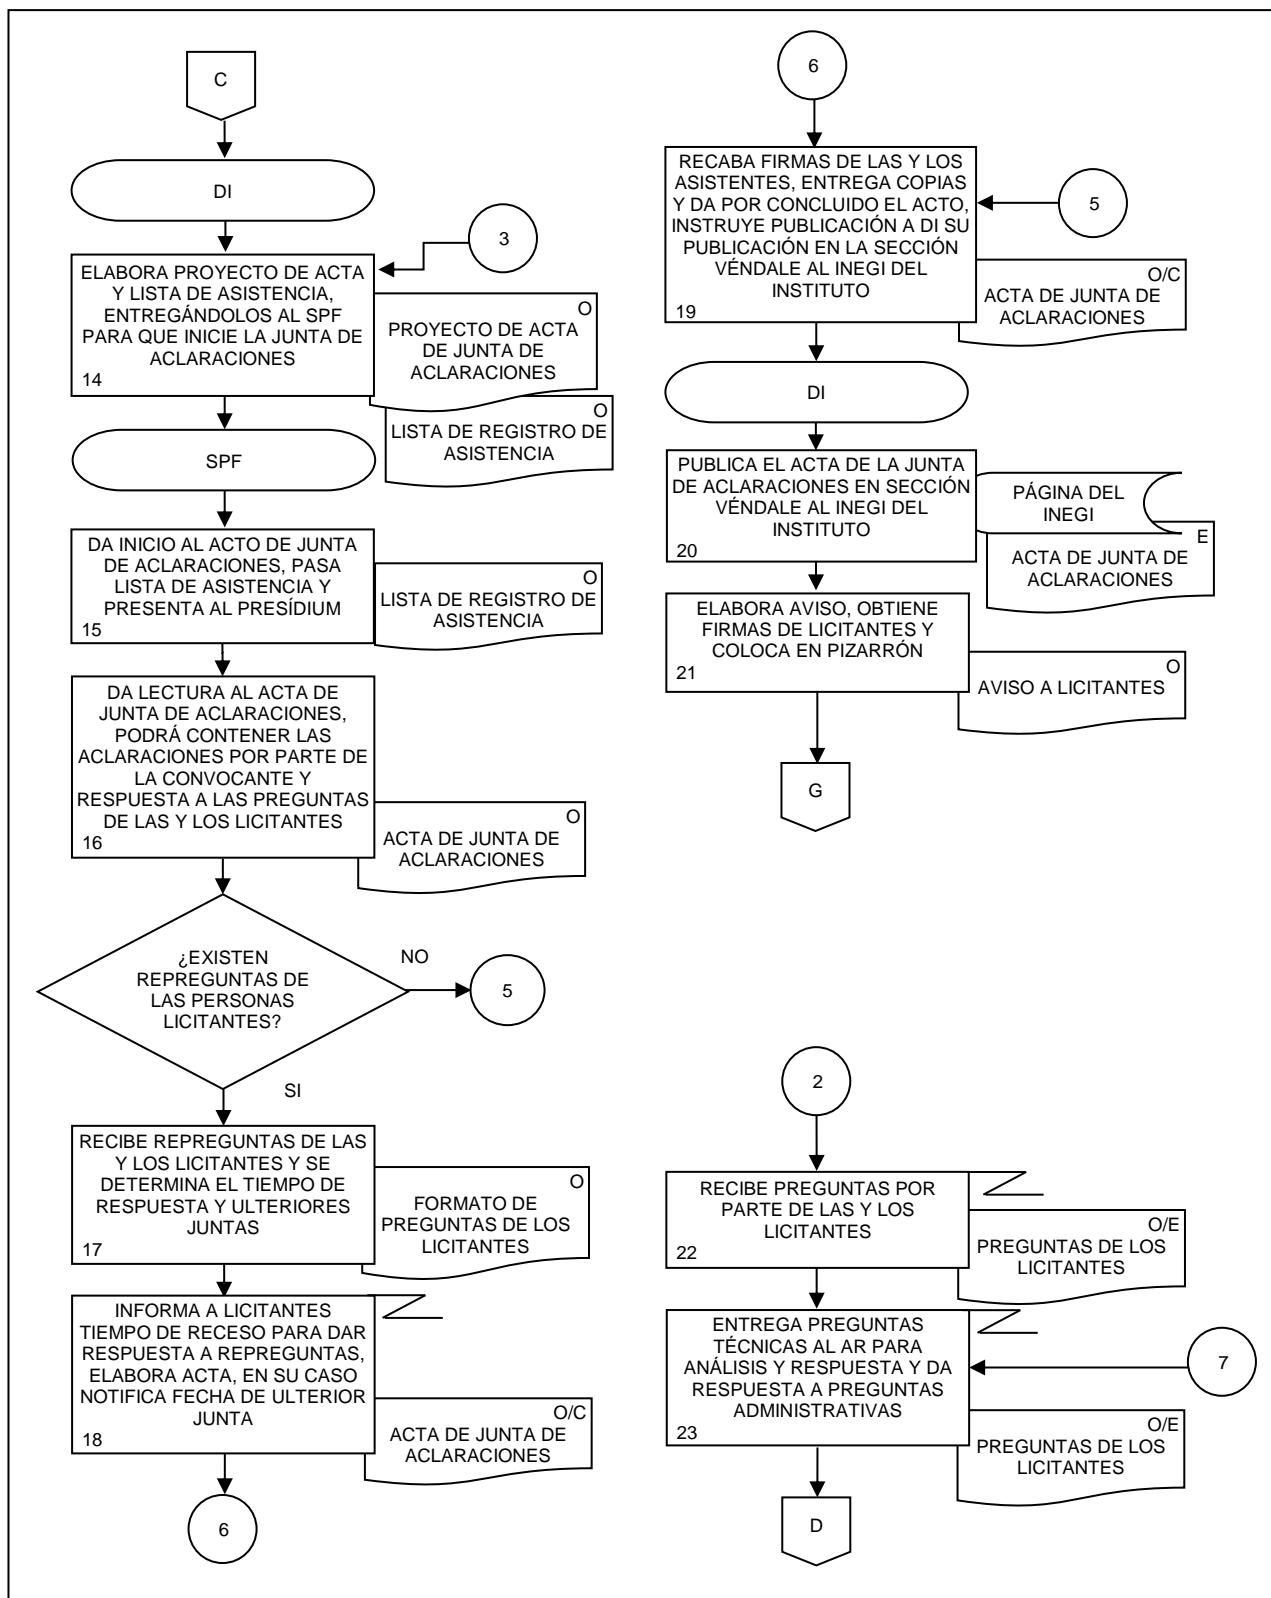 C
DI
3
ELABORA PROYECTO DE ACTA
Y LISTA DE ASISTENCIA,
ENTREGÁNDOLOS AL SPF
PARA QUE INICIE LA JUNTA DE
ACLARACIONES
14
O
PROYECTO DE ACTA
DE JUNTA DE
ACLARACIONES
O
LISTA DE REGISTRO DE
ASISTENCIA
SPF
DA INICIO AL ACTO DE JUNTA
DE ACLARACIONES, PASA
LISTA DE ASISTENCIA Y
PRESENTA AL PRESÍDIUM
15
O
LISTA DE REGISTRO DE
ASISTENCIA
DA LECTURA AL ACTA DE
JUNTA DE ACLARACIONES,
PODRÁ CONTENER LAS
ACLARACIONES POR PARTE DE
LA CONVOCANTE Y
RESPUESTA A LAS PREGUNTAS
DE LAS Y LOS LICITANTES
16
O
ACTA DE JUNTA DE
ACLARACIONES
¿EXISTEN
REPREGUNTAS DE
LAS PERSONAS
LICITANTES?
NO
5
SI
RECIBE REPREGUNTAS DE LAS
Y LOS LICITANTES Y SE
DETERMINA EL TIEMPO DE
RESPUESTA Y ULTERIORES
JUNTAS
17
O
FORMATO DE
PREGUNTAS DE LOS
LICITANTES
INFORMA A LICITANTES
TIEMPO DE RECESO PARA DAR
RESPUESTA A REPREGUNTAS,
ELABORA ACTA, EN SU CASO
NOTIFICA FECHA DE ULTERIOR
JUNTA
18
O/C
ACTA DE JUNTA DE
ACLARACIONES
6
6
RECABA FIRMAS DE LAS Y LOS
ASISTENTES, ENTREGA COPIAS
Y DA POR CONCLUIDO EL ACTO,
INSTRUYE PUBLICACIÓN A DI SU
PUBLICACIÓN EN LA SECCIÓN
VÉNDALE AL INEGI DEL
INSTITUTO
19
5
O/C
ACTA DE JUNTA DE
ACLARACIONES
DI
PUBLICA EL ACTA DE LA JUNTA
DE ACLARACIONES EN SECCIÓN
VÉNDALE AL INEGI DEL
INSTITUTO
20
PÁGINA DEL
INEGI
E
ACTA DE JUNTA DE
ACLARACIONES
ELABORA AVISO, OBTIENE
FIRMAS DE LICITANTES Y
COLOCA EN PIZARRÓN
21
O
AVISO A LICITANTES
G
2
RECIBE PREGUNTAS POR
PARTE DE LAS Y LOS
LICITANTES
22
O/E
PREGUNTAS DE LOS
LICITANTES
ENTREGA PREGUNTAS
TÉCNICAS AL AR PARA
ANÁLISIS Y RESPUESTA Y DA
RESPUESTA A PREGUNTAS
ADMINISTRATIVAS
23
7
O/E
PREGUNTAS DE LOS
LICITANTES
D